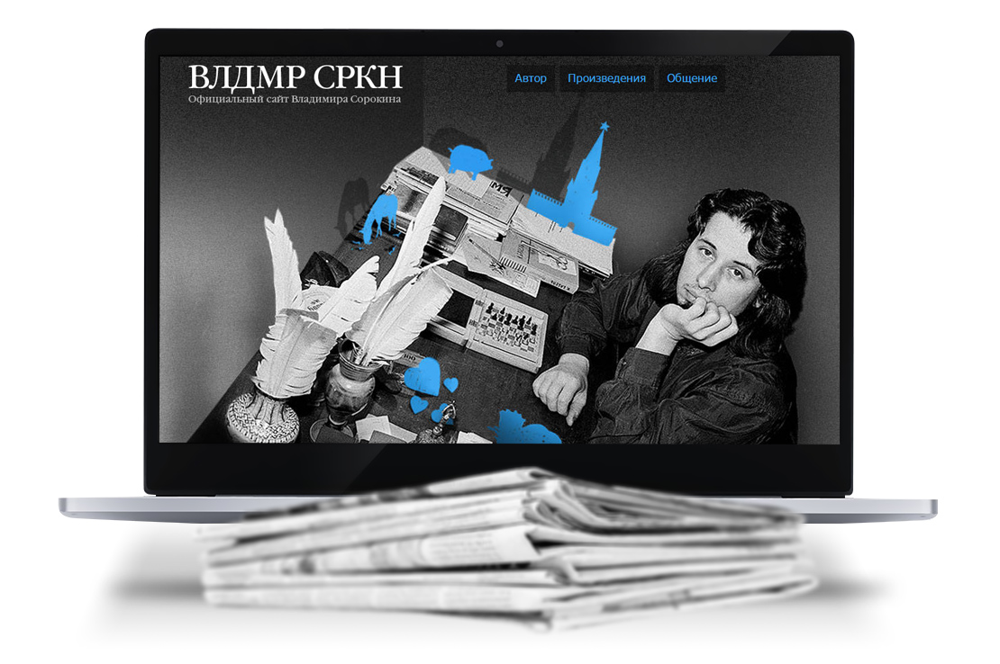 ВЛДМР СРКН
Официальный сайт Владимира Сорокина
Автор
Произведения
Общение